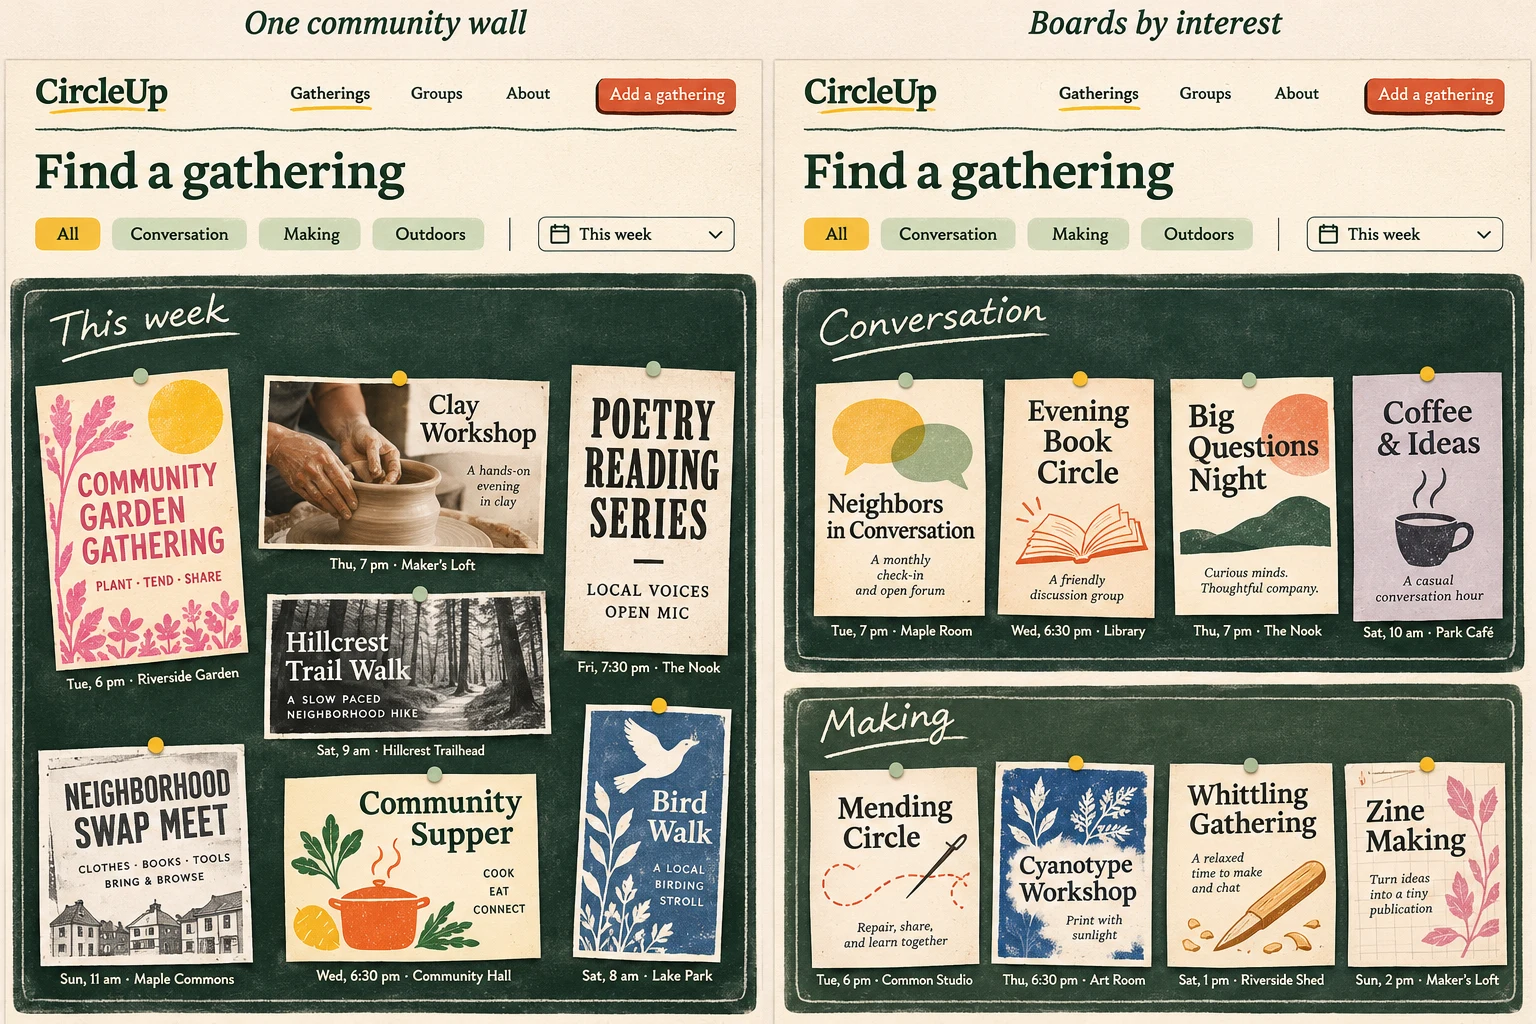 One community wall
CircleUp
Gatherings
Groups
About
Add a gathering
Find a gathering
All
Conversation
Making
Outdoors
This week
This week
COMMUNITY
GARDEN
GATHERING
PLANT · TEND · SHARE
Tue, 6 pm · Riverside Garden
Clay
Workshop
A hands-on
evening
in clay
Thu, 7 pm · Maker's Loft
POETRY
READING
SERIES
LOCAL VOICES
OPEN MIC
Fri, 7:30 pm · The Nook
Hillcrest
Trail Walk
A SLOW PACED
NEIGHBORHOOD HIKE
Sat, 9 am · Hillcrest Trailhead
NEIGHBORHOOD
SWAP MEET
CLOTHES · BOOKS · TOOLS
BRING & BROWSE
Sun, 11 am · Maple Commons
Community
Supper
COOK
EAT
CONNECT
Wed, 6:30 pm · Community Hall
Bird
Walk
A LOCAL
BIRDING
STROLL
Sat, 8 am · Lake Park
Boards by interest
CircleUp
Gatherings
Groups
About
Add a gathering
Find a gathering
All
Conversation
Making
Outdoors
This week
Conversation
Neighbors
in Conversation
A monthly
check-in
and open forum
Tue, 7 pm · Maple Room
Evening
Book
Circle
A friendly
discussion group
Wed, 6:30 pm · Library
Big
Questions
Night
Curious minds.
Thoughtful company.
Thu, 7 pm · The Nook
Coffee
& Ideas
A casual
conversation hour
Sat, 10 am · Park Café
Making
Mending
Circle
Repair, share,
and learn together
Tue, 6 pm · Common Studio
Cyanotype
Workshop
Print with
sunlight
Thu, 6:30 pm · Art Room
Whittling
Gathering
A relaxed
time to make
and chat
Sat, 1 pm · Riverside Shed
Zine
Making
Turn ideas
into a tiny
publication
Sun, 2 pm · Maker's Loft